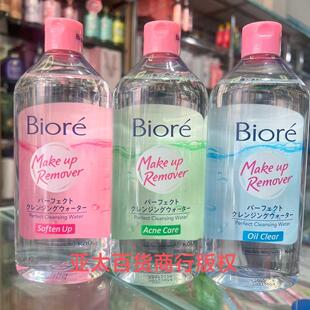 Bioré
Make up
Remover
パーフェクト
クレンジングウォーター
Perfect Cleansing Water
Soften Up
Bioré
Make up
Remover
パーフェクト
クレンジングウォーター
Perfect Cleansing Water
Acne Care
Bioré
Make up
Remover
パーフェクト
クレンジングウォーター
Perfect Cleansing Water
Oil Clear
亚太百货商行版权